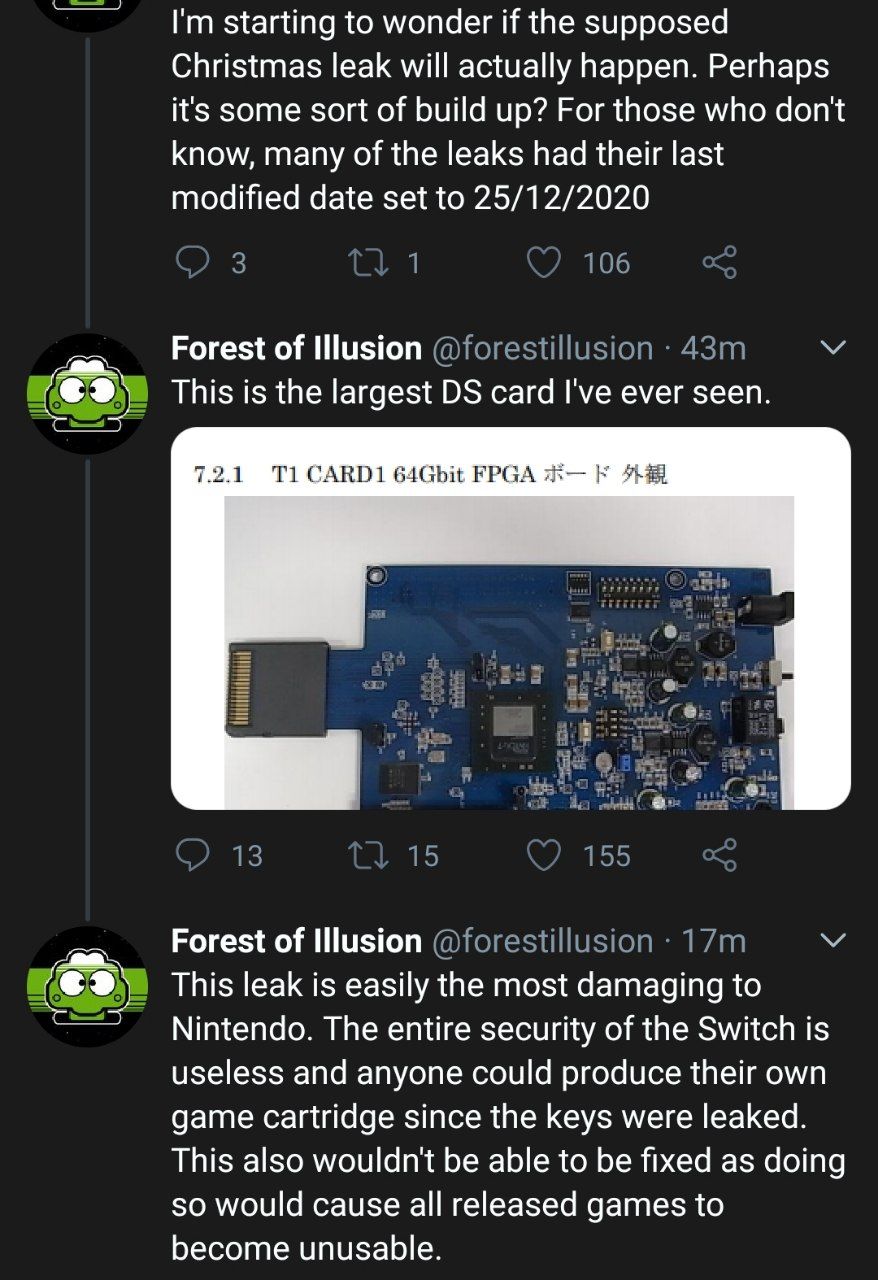 I'm starting to wonder if the supposed
Christmas leak will actually happen. Perhaps
it's some sort of build up? For those who don't
know, many of the leaks had their last
modified date set to 25/12/2020
3 1 106
Forest of Illusion @forestillusion · 43m
This is the largest DS card I've ever seen.
7.2.1 T1 CARD1 64Gbit FPGA ボード 外観
13 15 155
Forest of Illusion @forestillusion · 17m
This leak is easily the most damaging to
Nintendo. The entire security of the Switch is
useless and anyone could produce their own
game cartridge since the keys were leaked.
This also wouldn't be able to be fixed as doing
so would cause all released games to
become unusable.